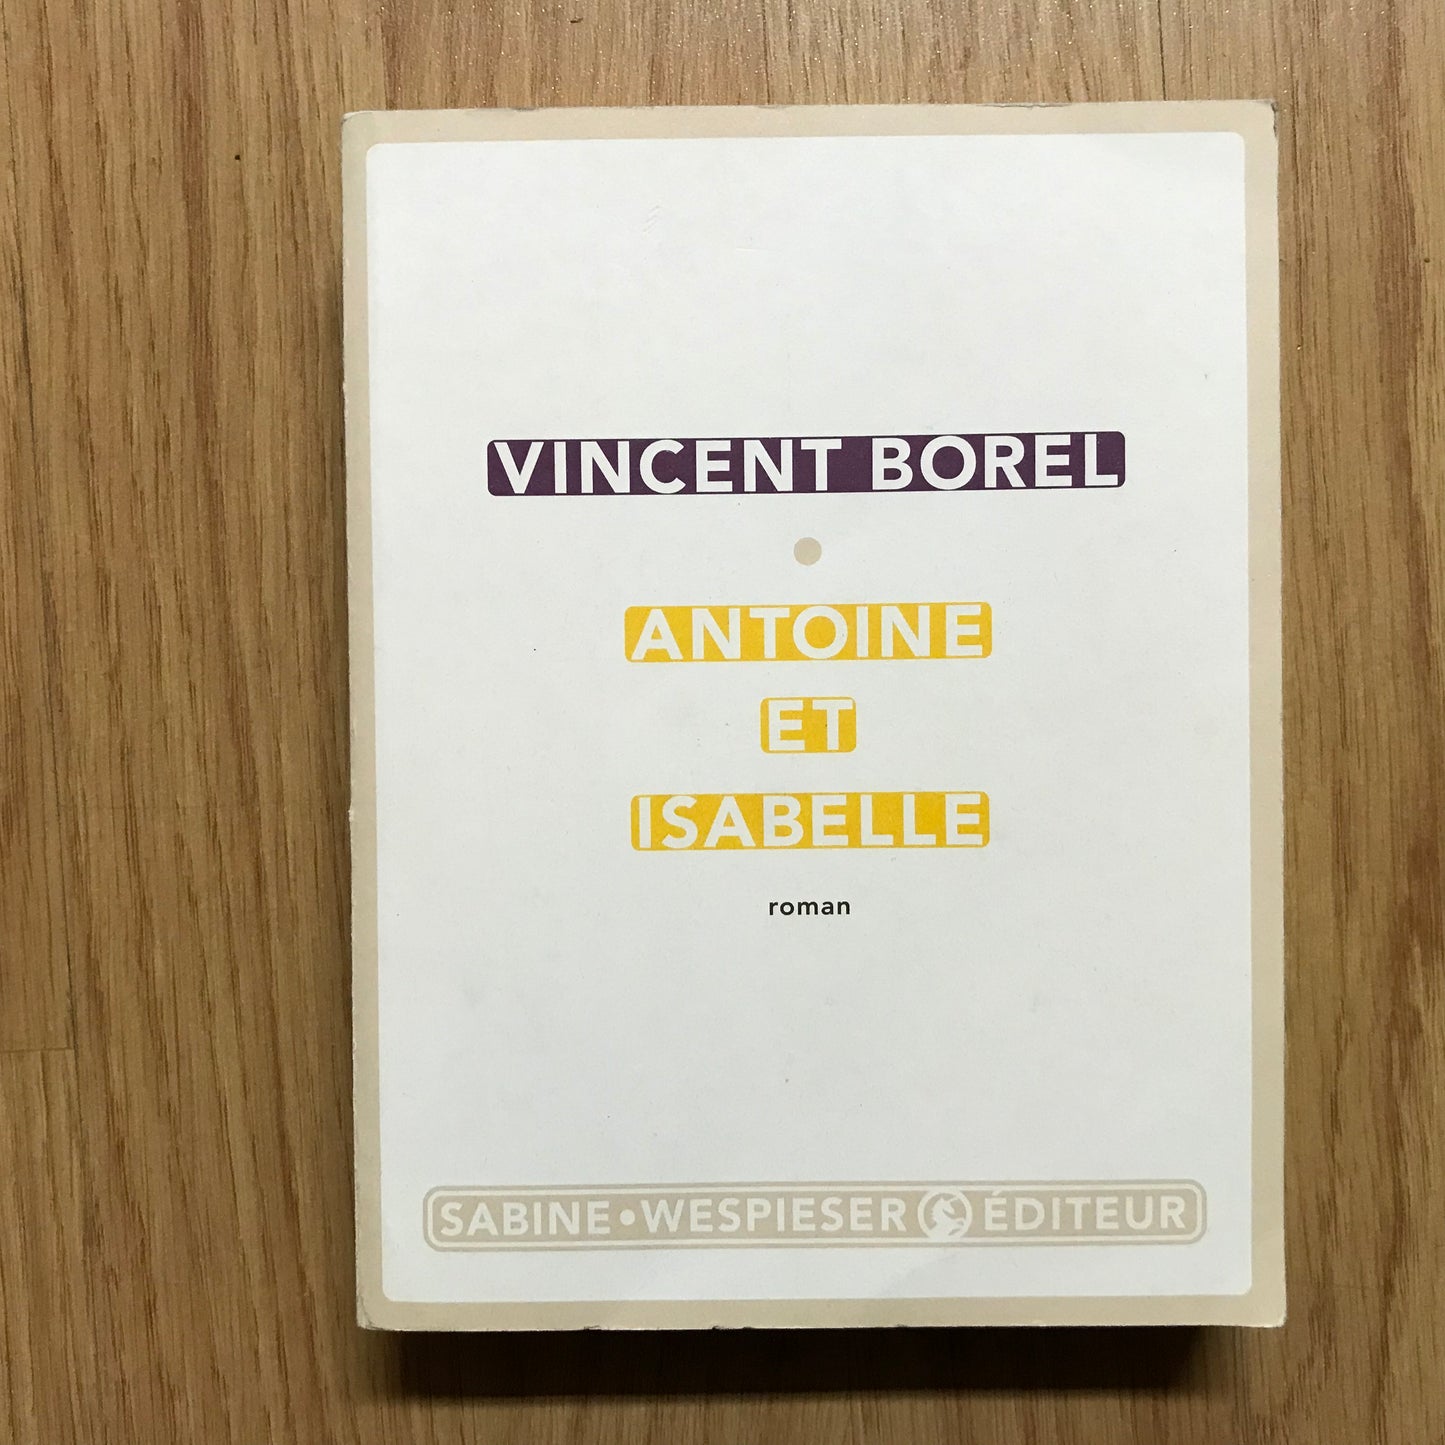 VINCENT BOREL
ANTOINE
ET
ISABELLE
roman
SABINE • WESPIESER ÉDITEUR